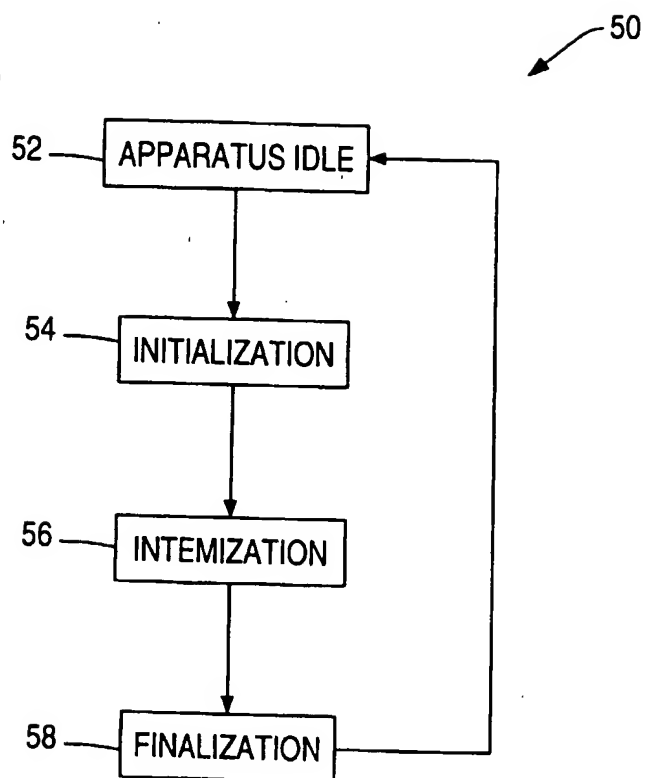 50
52 APPARATUS IDLE
54 INITIALIZATION
56 INTEMIZATION
58 FINALIZATION